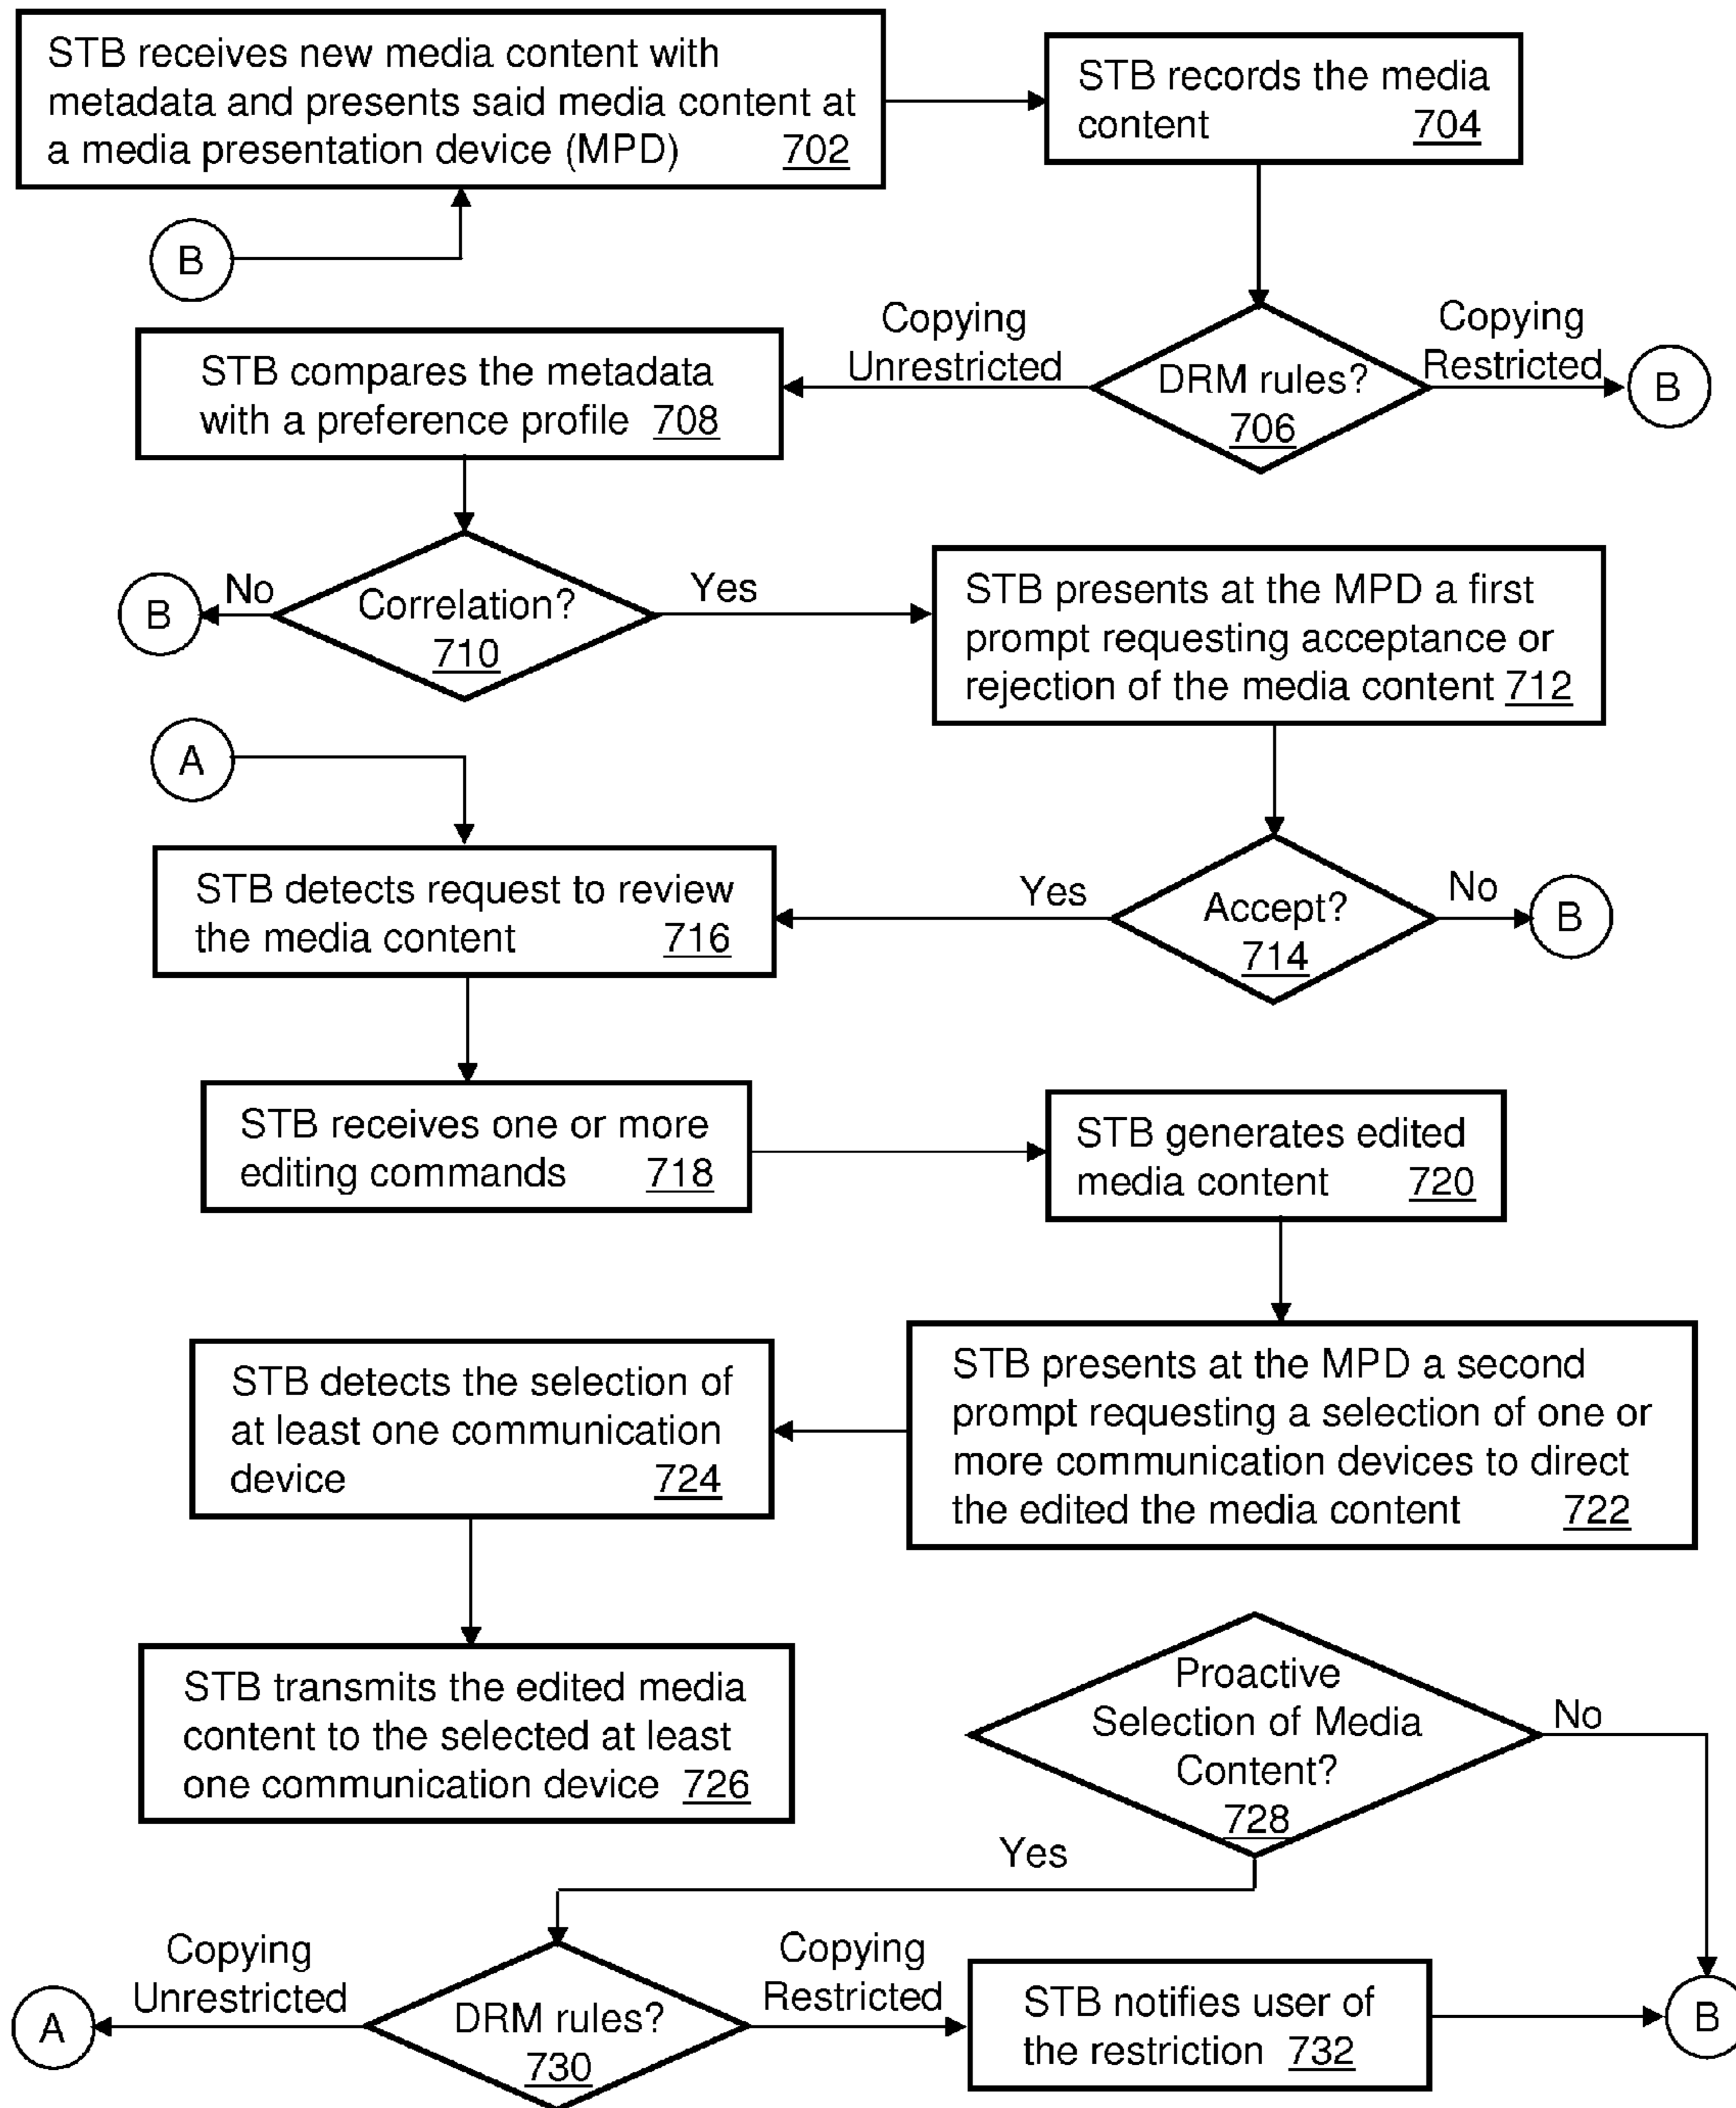 STB receives new media content with
metadata and presents said media content at
a media presentation device (MPD) 702
STB records the media
content 704
B
Copying
Unrestricted
Copying
Restricted
DRM rules?
706
B
STB compares the metadata
with a preference profile 708
B
No
Correlation?
710
Yes
STB presents at the MPD a first
prompt requesting acceptance or
rejection of the media content 712
A
STB detects request to review
the media content 716
Yes
Accept?
714
No
B
STB receives one or more
editing commands 718
STB generates edited
media content 720
STB presents at the MPD a second
prompt requesting a selection of one or
more communication devices to direct
the edited the media content 722
STB detects the selection of
at least one communication
device 724
STB transmits the edited media
content to the selected at least
one communication device 726
Proactive
Selection of Media
Content?
728
No
Yes
Copying
Unrestricted
A
DRM rules?
730
Copying
Restricted
STB notifies user of
the restriction 732
B